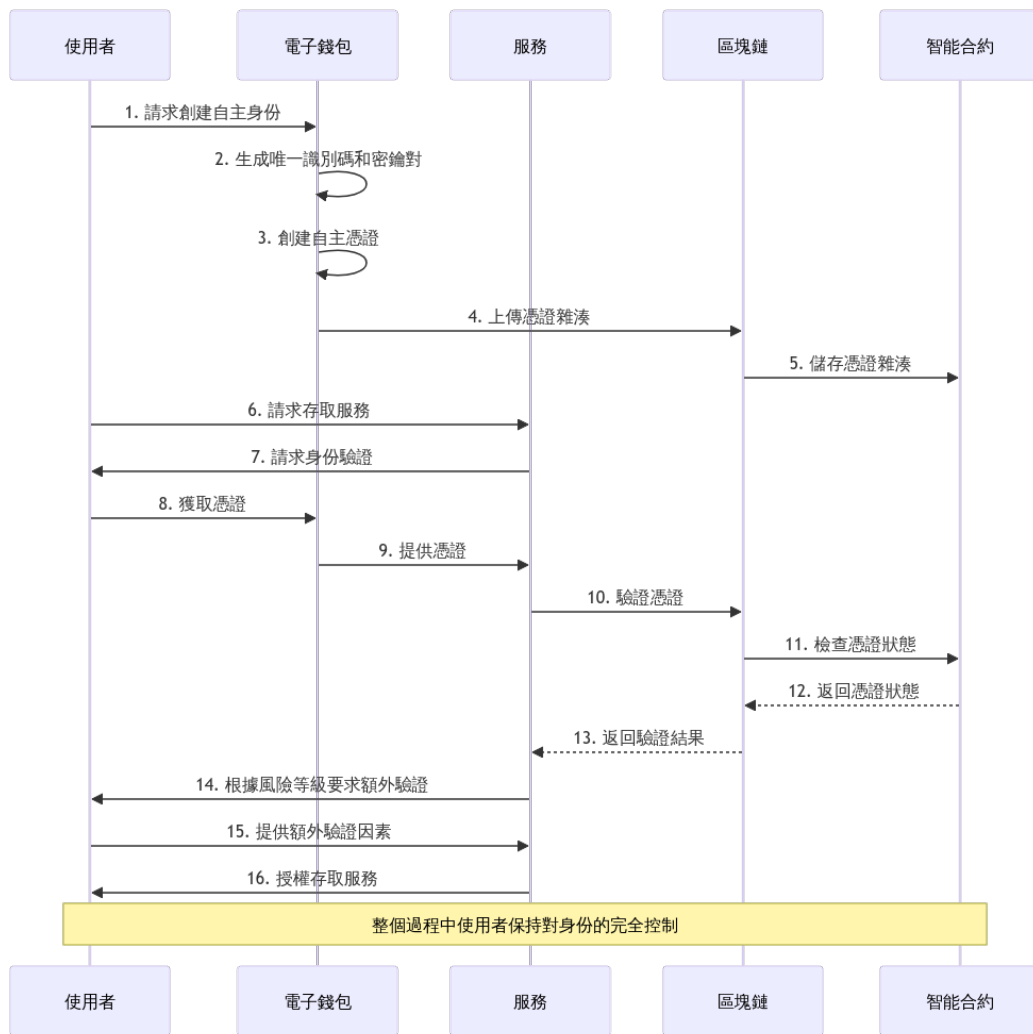 使用者
電子錢包
服務
區塊鏈
智能合約
1. 請求創建自主身份
2. 生成唯一識別碼和密鑰對
3. 創建自主憑證
4. 上傳憑證雜湊
5. 儲存憑證雜湊
6. 請求存取服務
7. 請求身份驗證
8. 獲取憑證
9. 提供憑證
10. 驗證憑證
11. 檢查憑證狀態
12. 返回憑證狀態
13. 返回驗證結果
14. 根據風險等級要求額外驗證
15. 提供額外驗證因素
16. 授權存取服務
整個過程中使用者保持對身份的完全控制
使用者
電子錢包
服務
區塊鏈
智能合約